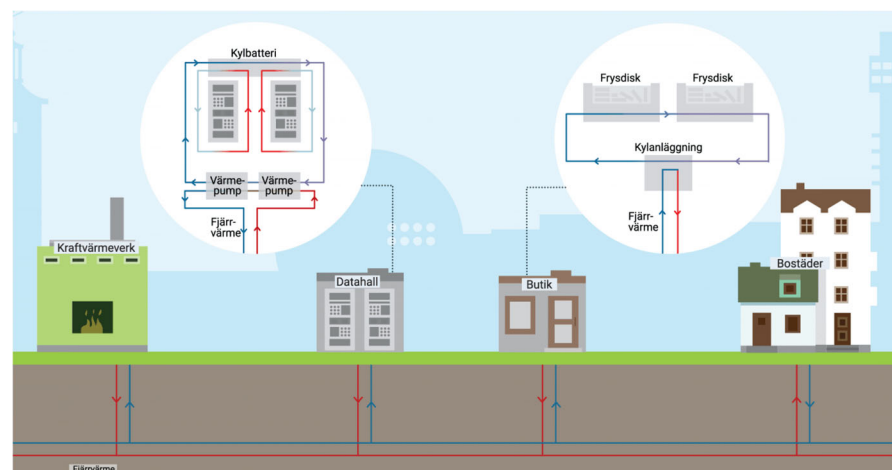 Kylbatteri
Värme-
pump
Värme-
pump
Fjärr-
värme
Frysdisk
Frysdisk
Kylanläggning
Fjärr-
värme
Kraftvärmeverk
Datahall
Butik
Bostäder
Fjärrvärme